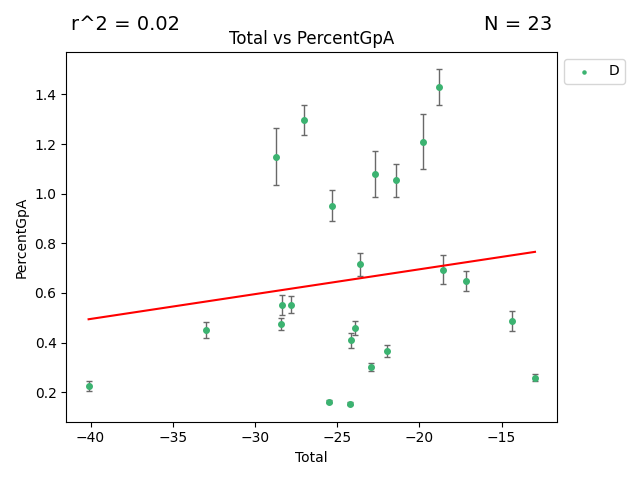 r^2 = 0.02
N = 23
Total vs PercentGpA
D
PercentGpA
1.4
1.2
1.0
0.8
0.6
0.4
0.2
−40
−35
−30
−25
−20
−15
Total